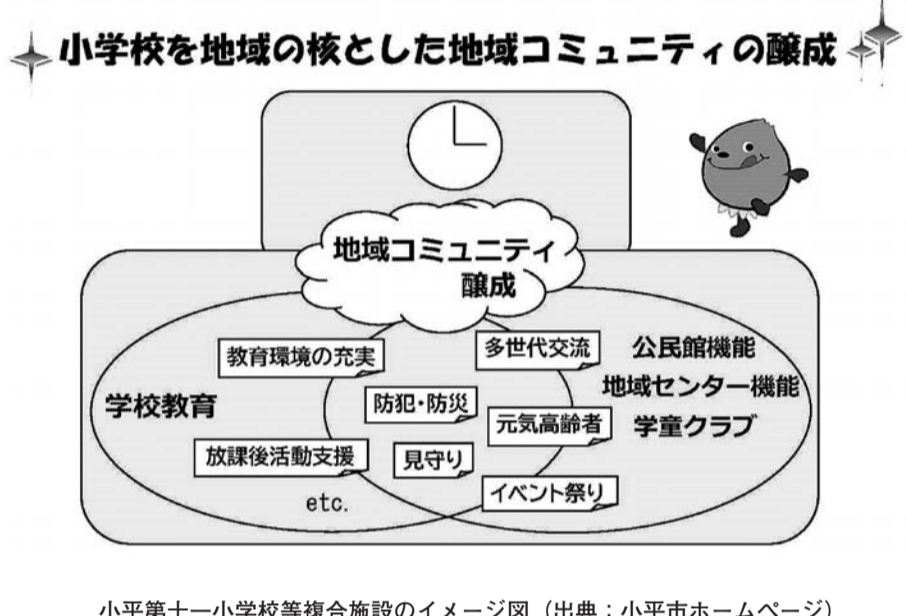 小学校を地域の核とした地域コミュニティの醸成
地域コミュニティ
醸成
教育環境の充実
多世代交流
公民館機能
地域センター機能
学童クラブ
学校教育
防犯・防災
元気高齢者
放課後活動支援
見守り
イベント祭り
etc.
小平第十一小学校等複合施設のイメージ図（出典：小平市ホームページ）